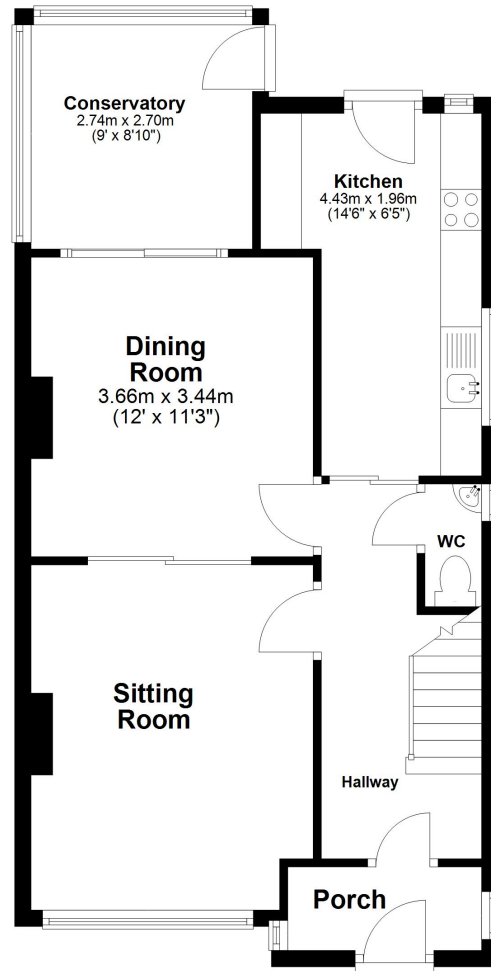 Conservatory
2.74m x 2.70m
(9' x 8'10")
Kitchen
4.43m x 1.96m
(14'6" x 6'5")
Dining
Room
3.66m x 3.44m
(12' x 11'3")
WC
Sitting
Room
Hallway
Porch